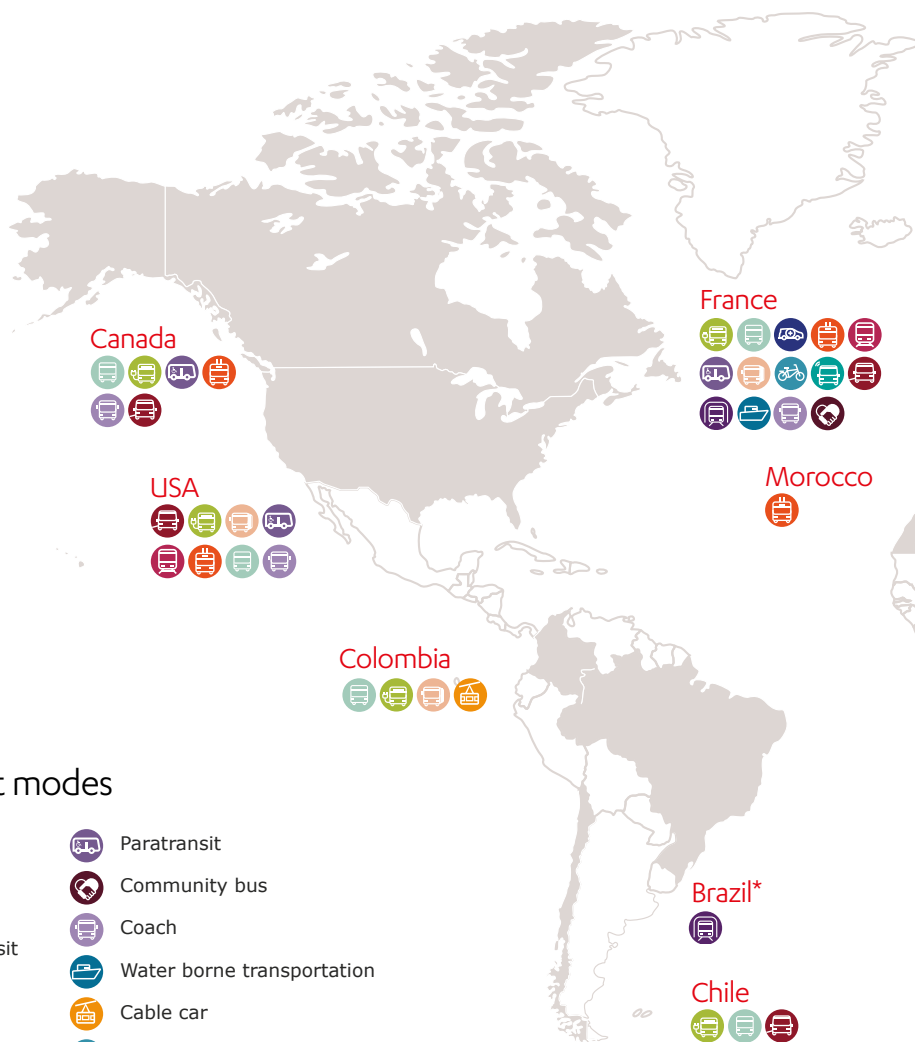 France
Canada
Morocco
USA
Colombia
t modes
Paratransit
Community bus
Coach
sit
Water borne transportation
Cable car
Brazil*
Chile